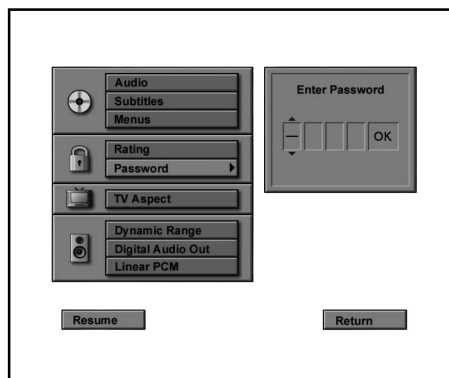 Audio
Subtitles
Menus
Rating
Password
TV Aspect
Dynamic Range
Digital Audio Out
Linear PCM
Enter Password
OK
Resume
Return